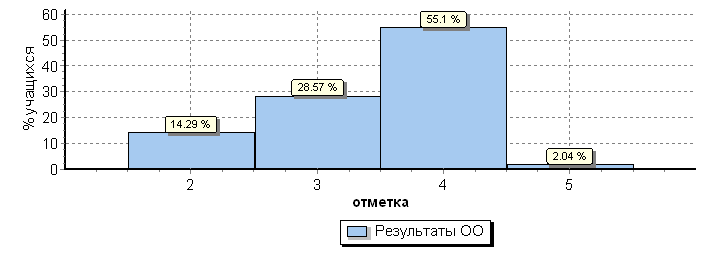 % учащихся
60
50
40
30
20
10
0
14.29 %
28.57 %
55.1 %
2.04 %
2 3 4 5
отметка
Результаты ОО